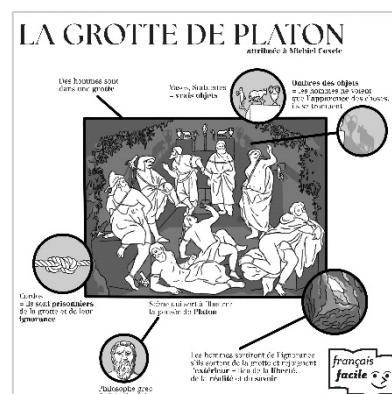 LA GROTTE DE PLATON
attribuée à Michiel Coxcie
Des hommes sont
dans une grotte
Vases, Statuettes
= vrais objets
Ombres des objets
= Les hommes ne voient
que l'apparence des choses,
ils se trompent
Cordes
= ils sont prisonniers
de la grotte et de leur
ignorance
Scène qui sert à illustrer
la pensée de Platon
Les hommes sortiront de l'ignorance
s'ils sortent de la grotte et rejoignent
l'extérieur = lieu de la liberté,
de la réalité et du savoir
Philosophe grec
français
facile